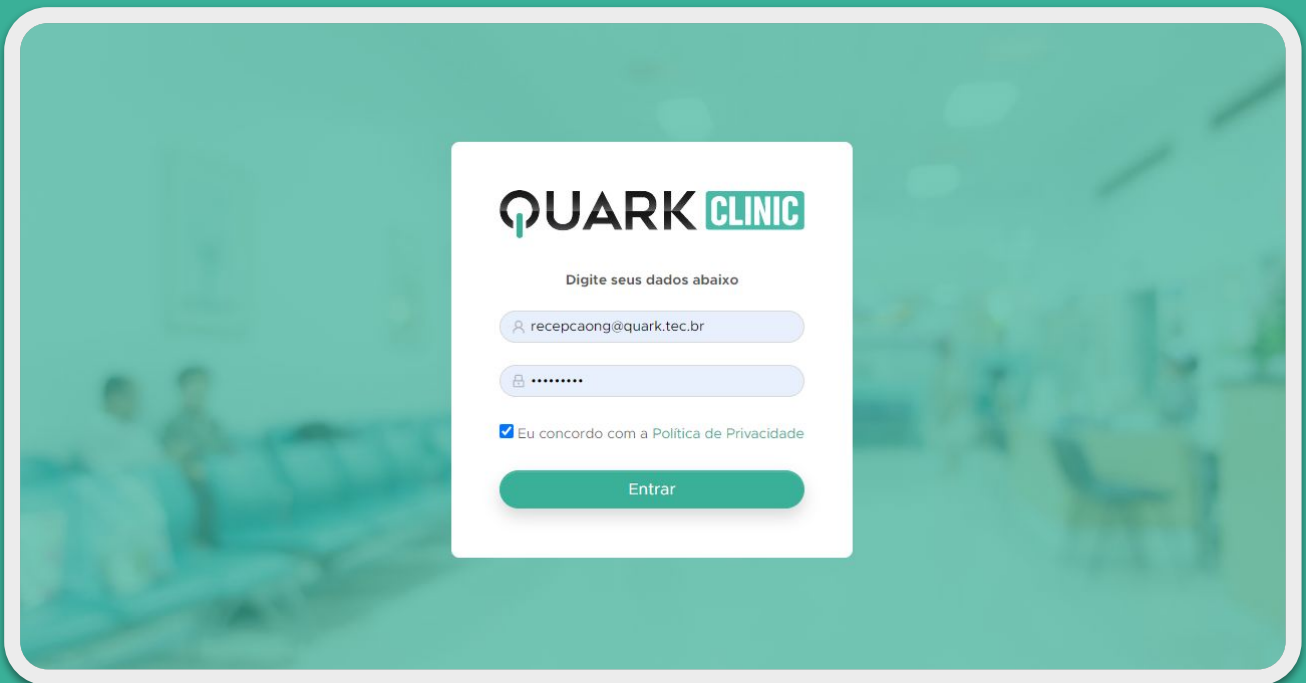 QUARK CLINIC
Digite seus dados abaixo
recepcaong@quark.tec.br
•••••••••
Eu concordo com a Política de Privacidade
Entrar